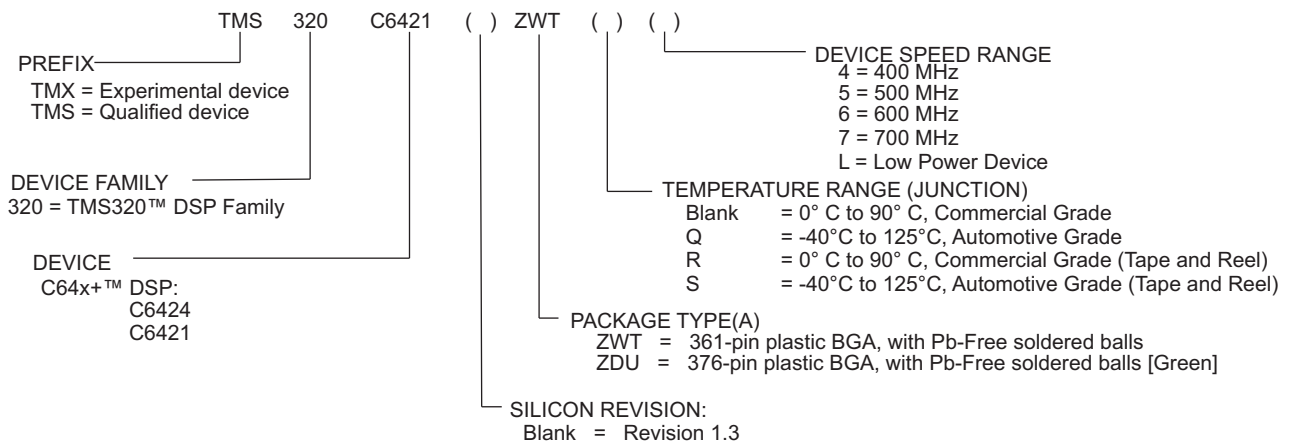 TMS 320 C6421 ( ) ZWT ( ) ( )
PREFIX
TMX = Experimental device
TMS = Qualified device
DEVICE SPEED RANGE
4 = 400 MHz
5 = 500 MHz
6 = 600 MHz
7 = 700 MHz
L = Low Power Device
DEVICE FAMILY
320 = TMS320™ DSP Family
TEMPERATURE RANGE (JUNCTION)
Blank = 0° C to 90° C, Commercial Grade
Q = -40°C to 125°C, Automotive Grade
R = 0° C to 90° C, Commercial Grade (Tape and Reel)
S = -40°C to 125°C, Automotive Grade (Tape and Reel)
DEVICE
C64x+™ DSP:
C6424
C6421
PACKAGE TYPE(A)
ZWT = 361-pin plastic BGA, with Pb-Free soldered balls
ZDU = 376-pin plastic BGA, with Pb-Free soldered balls [Green]
SILICON REVISION:
Blank = Revision 1.3